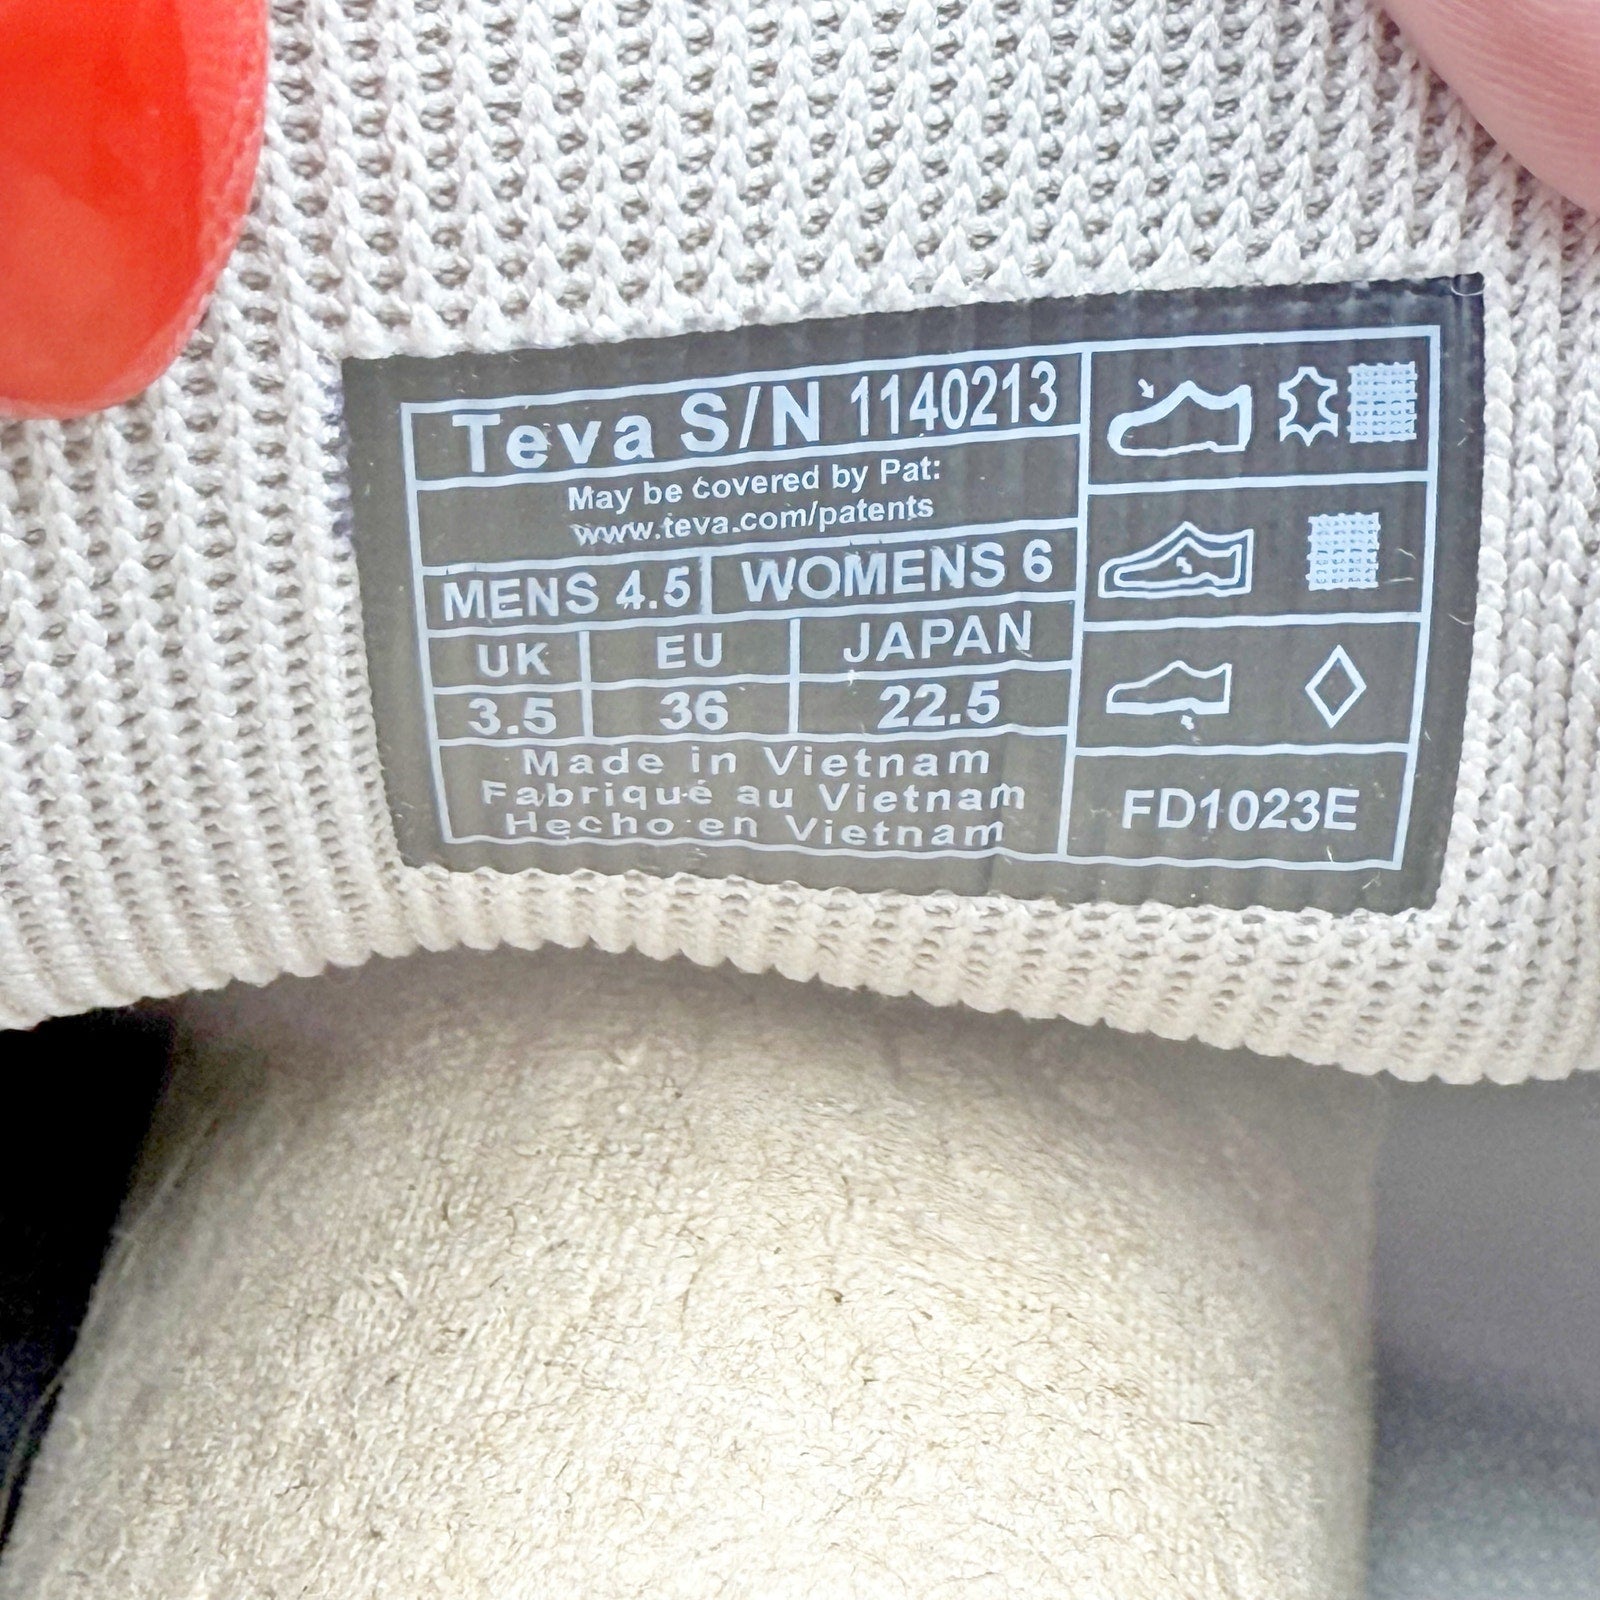 Teva S/N 1140213
May be covered by Pat:
www.teva.com/patents
MENS 4.5 WOMENS 6
UK EU JAPAN
3.5 36 22.5
Made in Vietnam
Fabriqué au Vietnam
Hecho en Vietnam
FD1023E